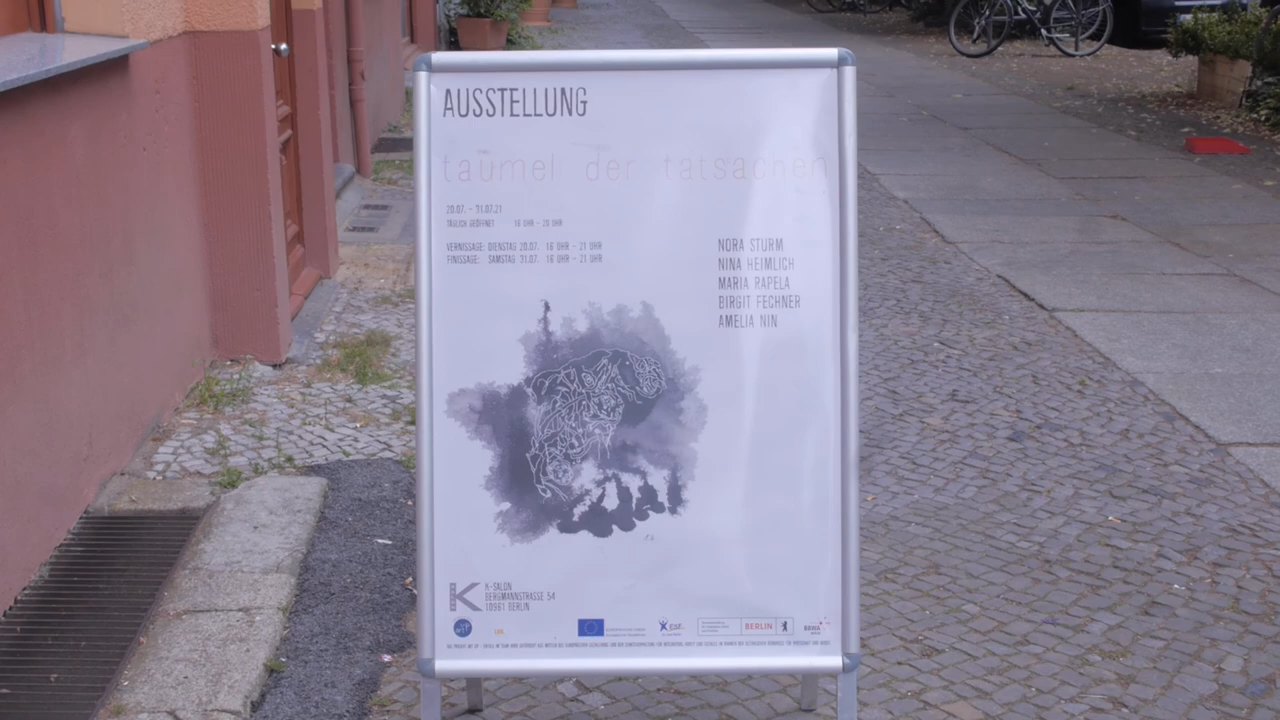 AUSSTELLUNG
taumel der tatsachen
20.07. – 31.07.21
TÄGLICH GEÖFFNET 16 UHR – 20 UHR
VERNISSAGE: DIENSTAG 20.07. 16 UHR – 21 UHR
FINISSAGE: SAMSTAG 31.07. 16 UHR – 21 UHR
NORA STURM
NINA HEIMLICH
MARIA RAPELA
BIRGIT FECHNER
AMELIA NIN
K
K-SALON
BERGMANNSTRASSE 54
10961 BERLIN
ESF
BERLIN